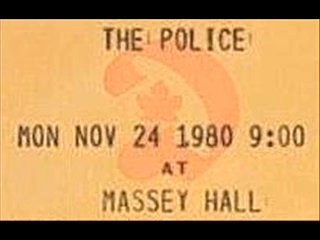 THE POLICE
MON NOV 24 1980 9:00
AT
MASSEY HALL